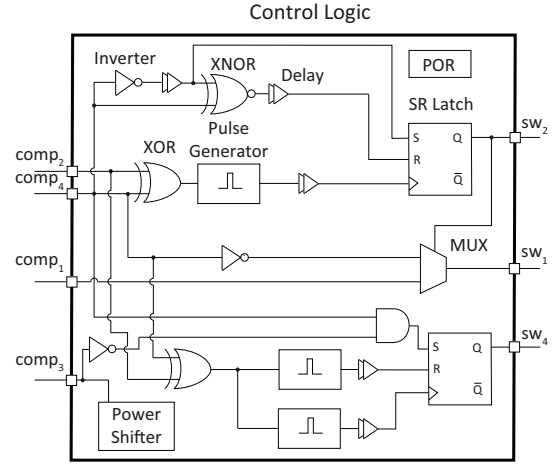 Control Logic
Inverter
XNOR
Delay
POR
SR Latch
S
Q
R
Q̅
sw₂
comp₂
comp₄
XOR
Pulse
Generator
MUX
comp₁
sw₁
S
Q
R
Q̅
sw₄
comp₃
Power
Shifter